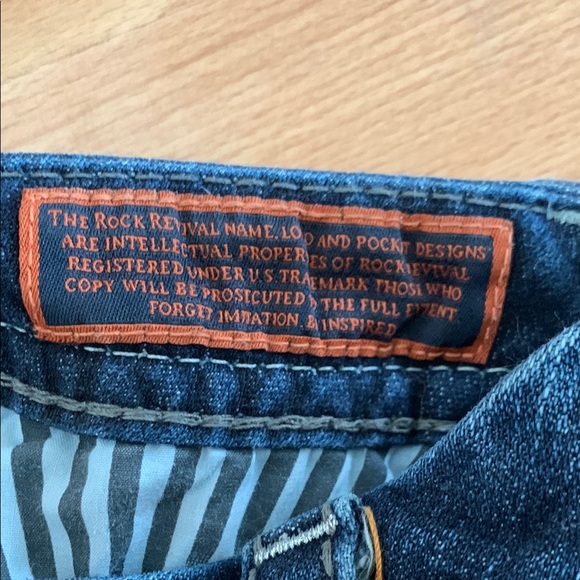 THE ROCK REVIVAL NAME, LOGO AND POCKET DESIGNS
ARE INTELLECTUAL PROPERTIES OF ROCK REVIVAL
REGISTERED UNDER U.S. TRADEMARK THOSE WHO
COPY WILL BE PROSICUTED TO THE FULL EXTENT
FORGET IMITATION & INSPIRED